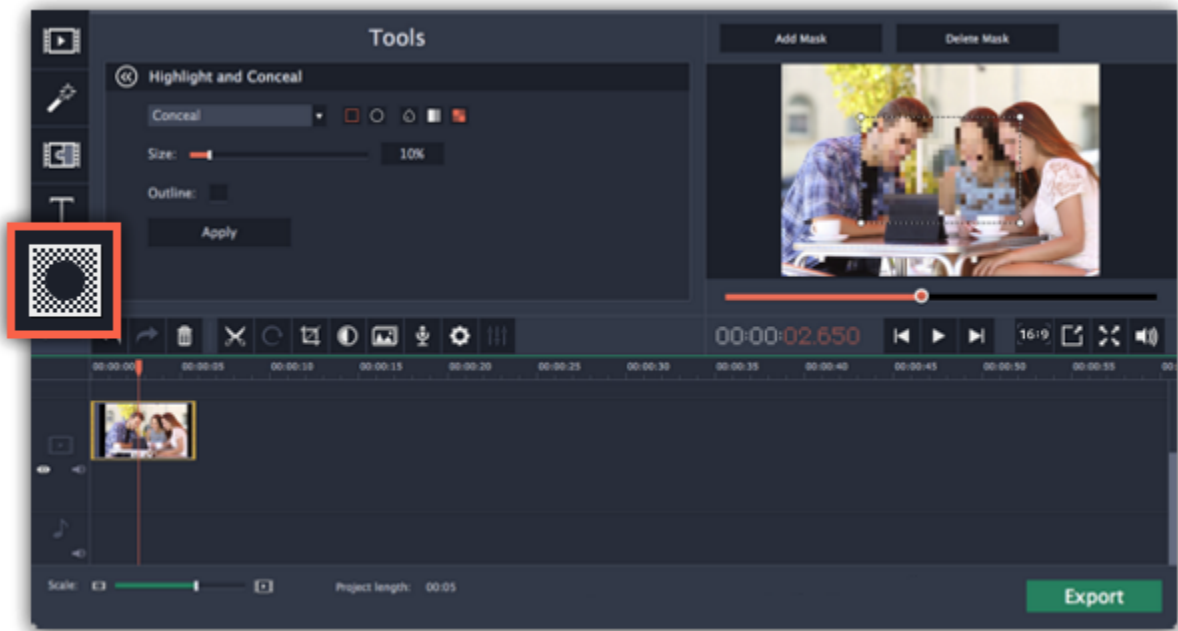 Tools
Add Mask
Delete Mask
Highlight and Conceal
Conceal
Size:
10%
Outline:
Apply
T
00:00:02.650
16:9
00:00:00
00:00:05
00:00:10
00:00:15
00:00:20
00:00:25
00:00:30
00:00:35
00:00:40
00:00:45
00:00:50
00:00:55
00:
Scale:
Project length: 00:05
Export